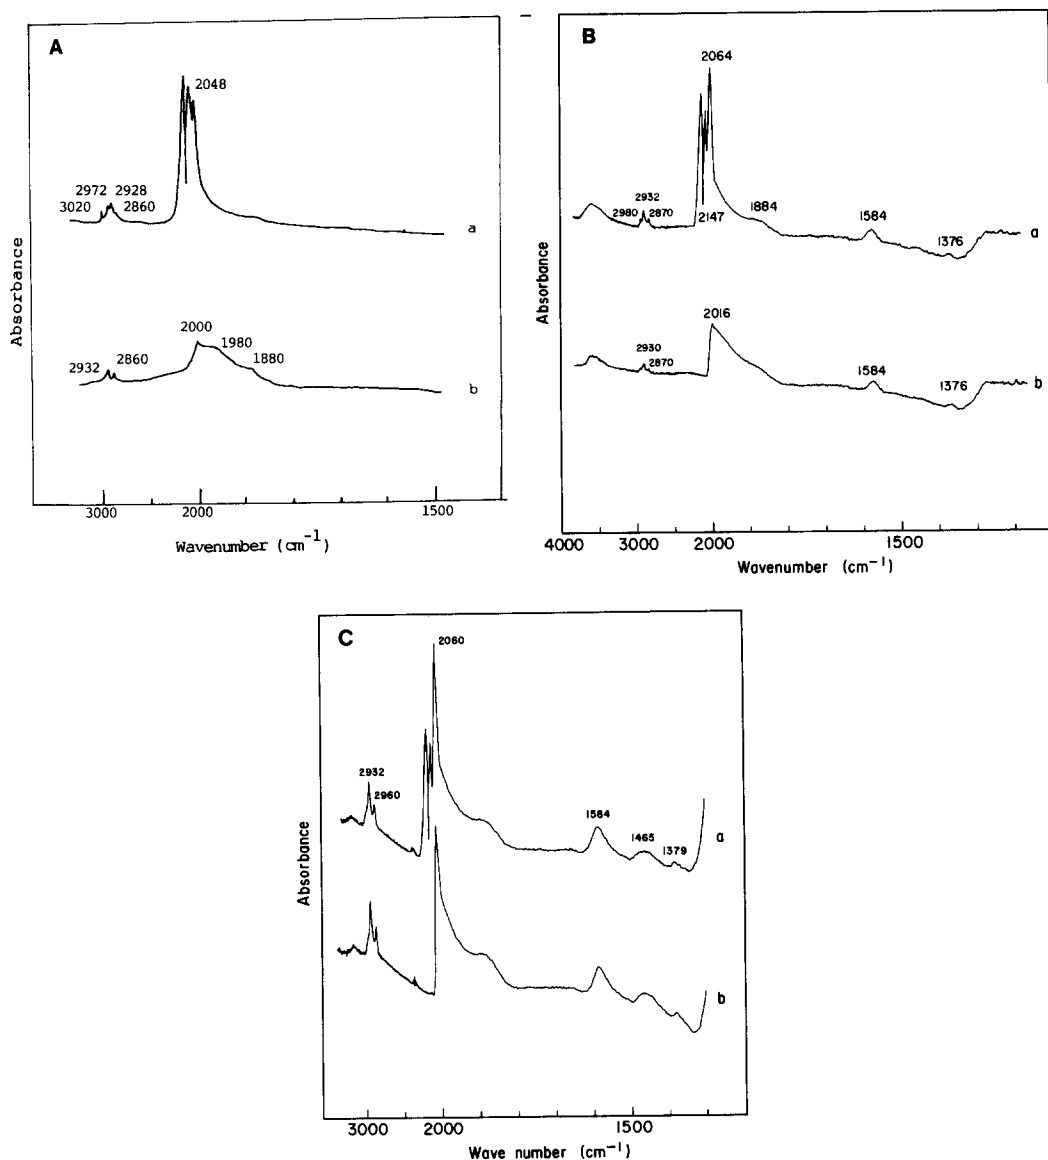 A
2048
2972 2928
3020 2860
a
2000
1980
2932 2860 1880
b
Absorbance
3000 2000 1500
Wavenumber (cm-1)
B
2064
2932
2980 2870
2147
1884
1584
1376
a
2016
2930
2870
1584
1376
b
Absorbance
4000 3000 2000 1500
Wavenumber (cm-1)
C
2060
2932
2960
1584
1465
1379
a
b
Absorbance
3000 2000 1500
Wave number (cm-1)